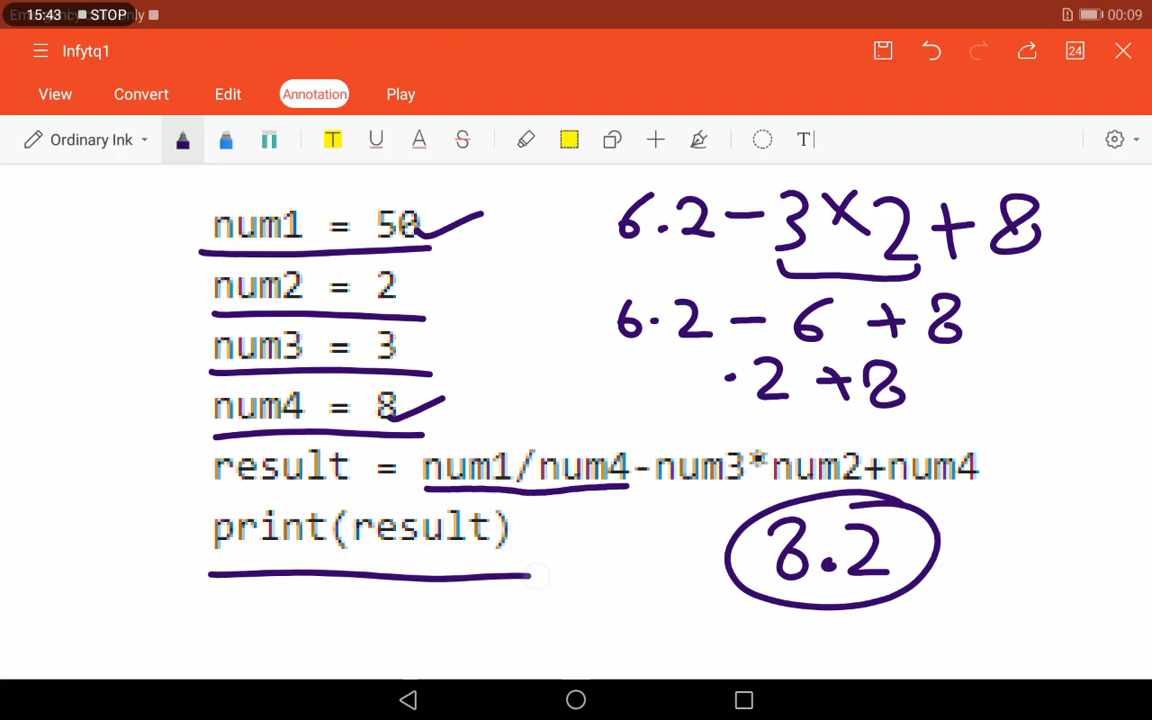 15:43 STOP
00:09
Infytq1
24
View Convert Edit Annotation Play
Ordinary Ink T U A S T
num1 = 50
num2 = 2
num3 = 3
num4 = 8
6.2 - 3 × 2 + 8
6.2 - 6 + 8
.2 + 8
result = num1/num4-num3*num2+num4
print(result)
8.2